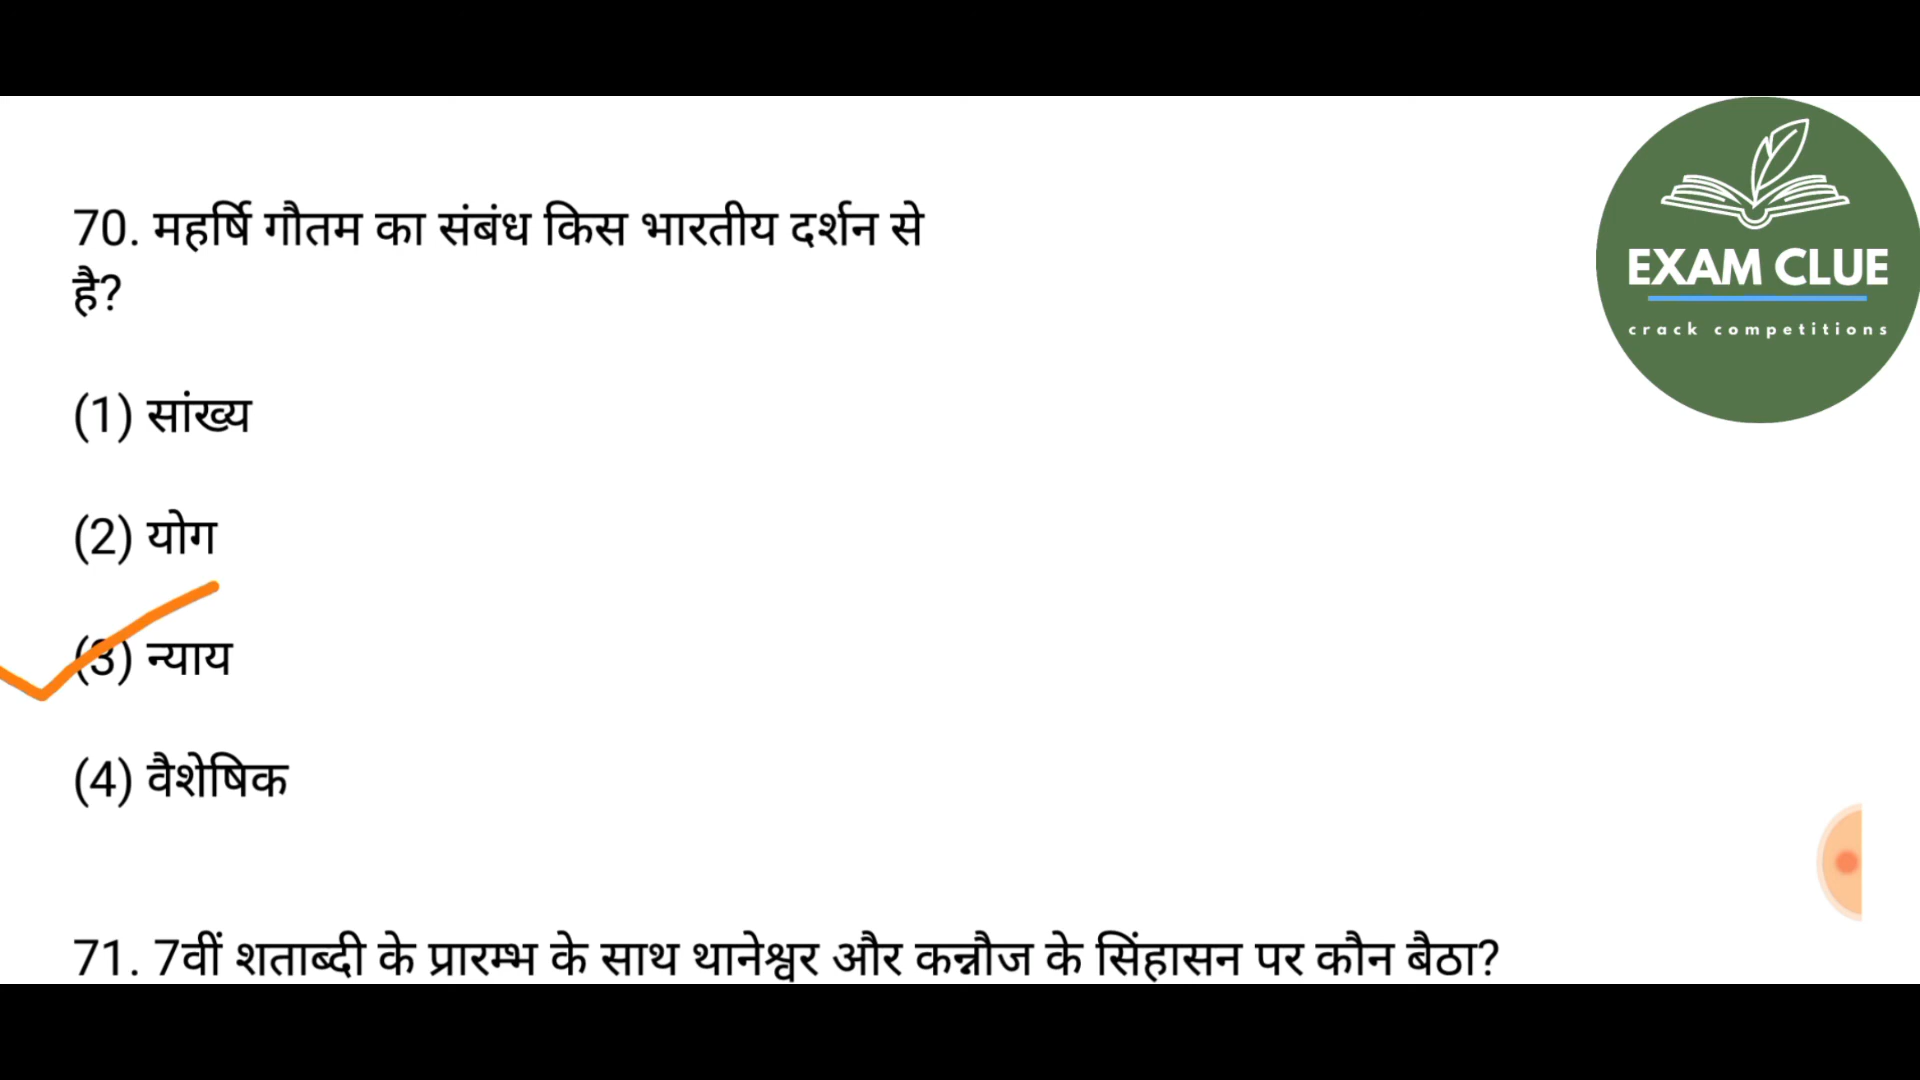 EXAM CLUE
crack competitions
70. महर्षि गौतम का संबंध किस भारतीय दर्शन से
है?
(1) सांख्य
(2) योग
(3) न्याय
(4) वैशेषिक
71. 7वीं शताब्दी के प्रारम्भ के साथ थानेश्वर और कन्नौज के सिंहासन पर कौन बैठा?